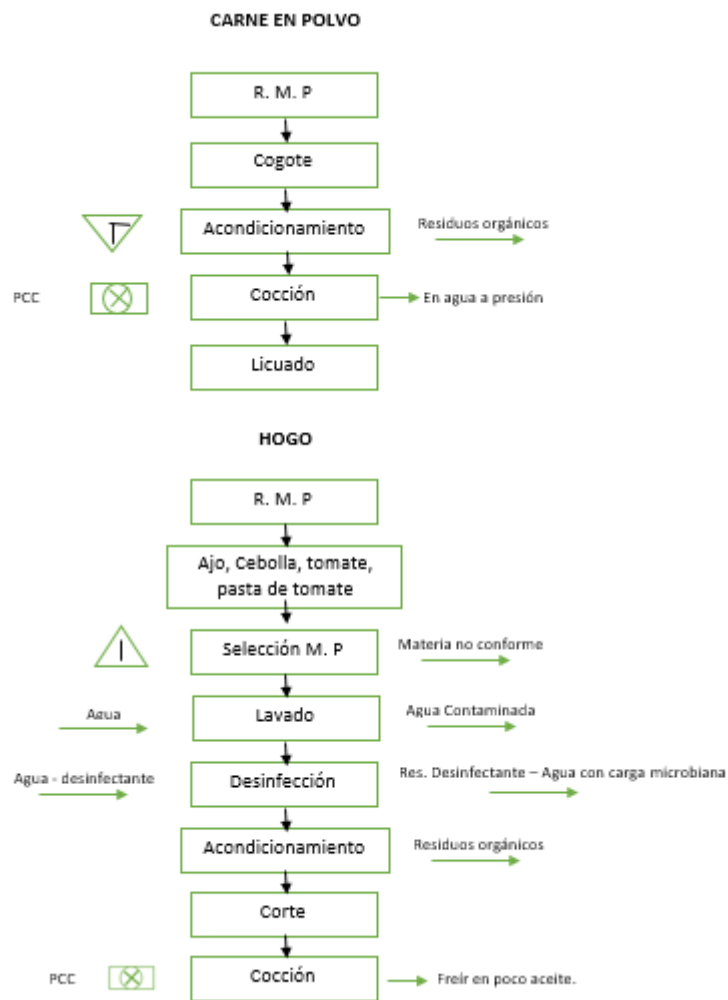 CARNE EN POLVO
R. M. P
Cogote
Acondicionamiento
Residuos orgánicos
PCC
Cocción
En agua a presión
Licuado
HOGO
R. M. P
Ajo, Cebolla, tomate,
pasta de tomate
Selección M. P
Materia no conforme
Agua
Lavado
Agua Contaminada
Agua - desinfectante
Desinfección
Res. Desinfectante – Agua con carga microbiana
Acondicionamiento
Residuos orgánicos
Corte
PCC
Cocción
Freír en poco aceite.